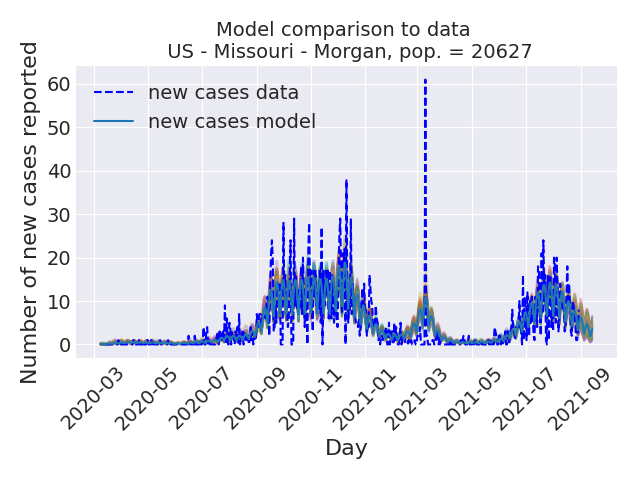 Model comparison to data
US - Missouri - Morgan, pop. = 20627
Number of new cases reported
60
50
40
30
20
10
0
new cases data
new cases model
2020-03
2020-05
2020-07
2020-09
2020-11
2021-01
2021-03
2021-05
2021-07
2021-09
Day